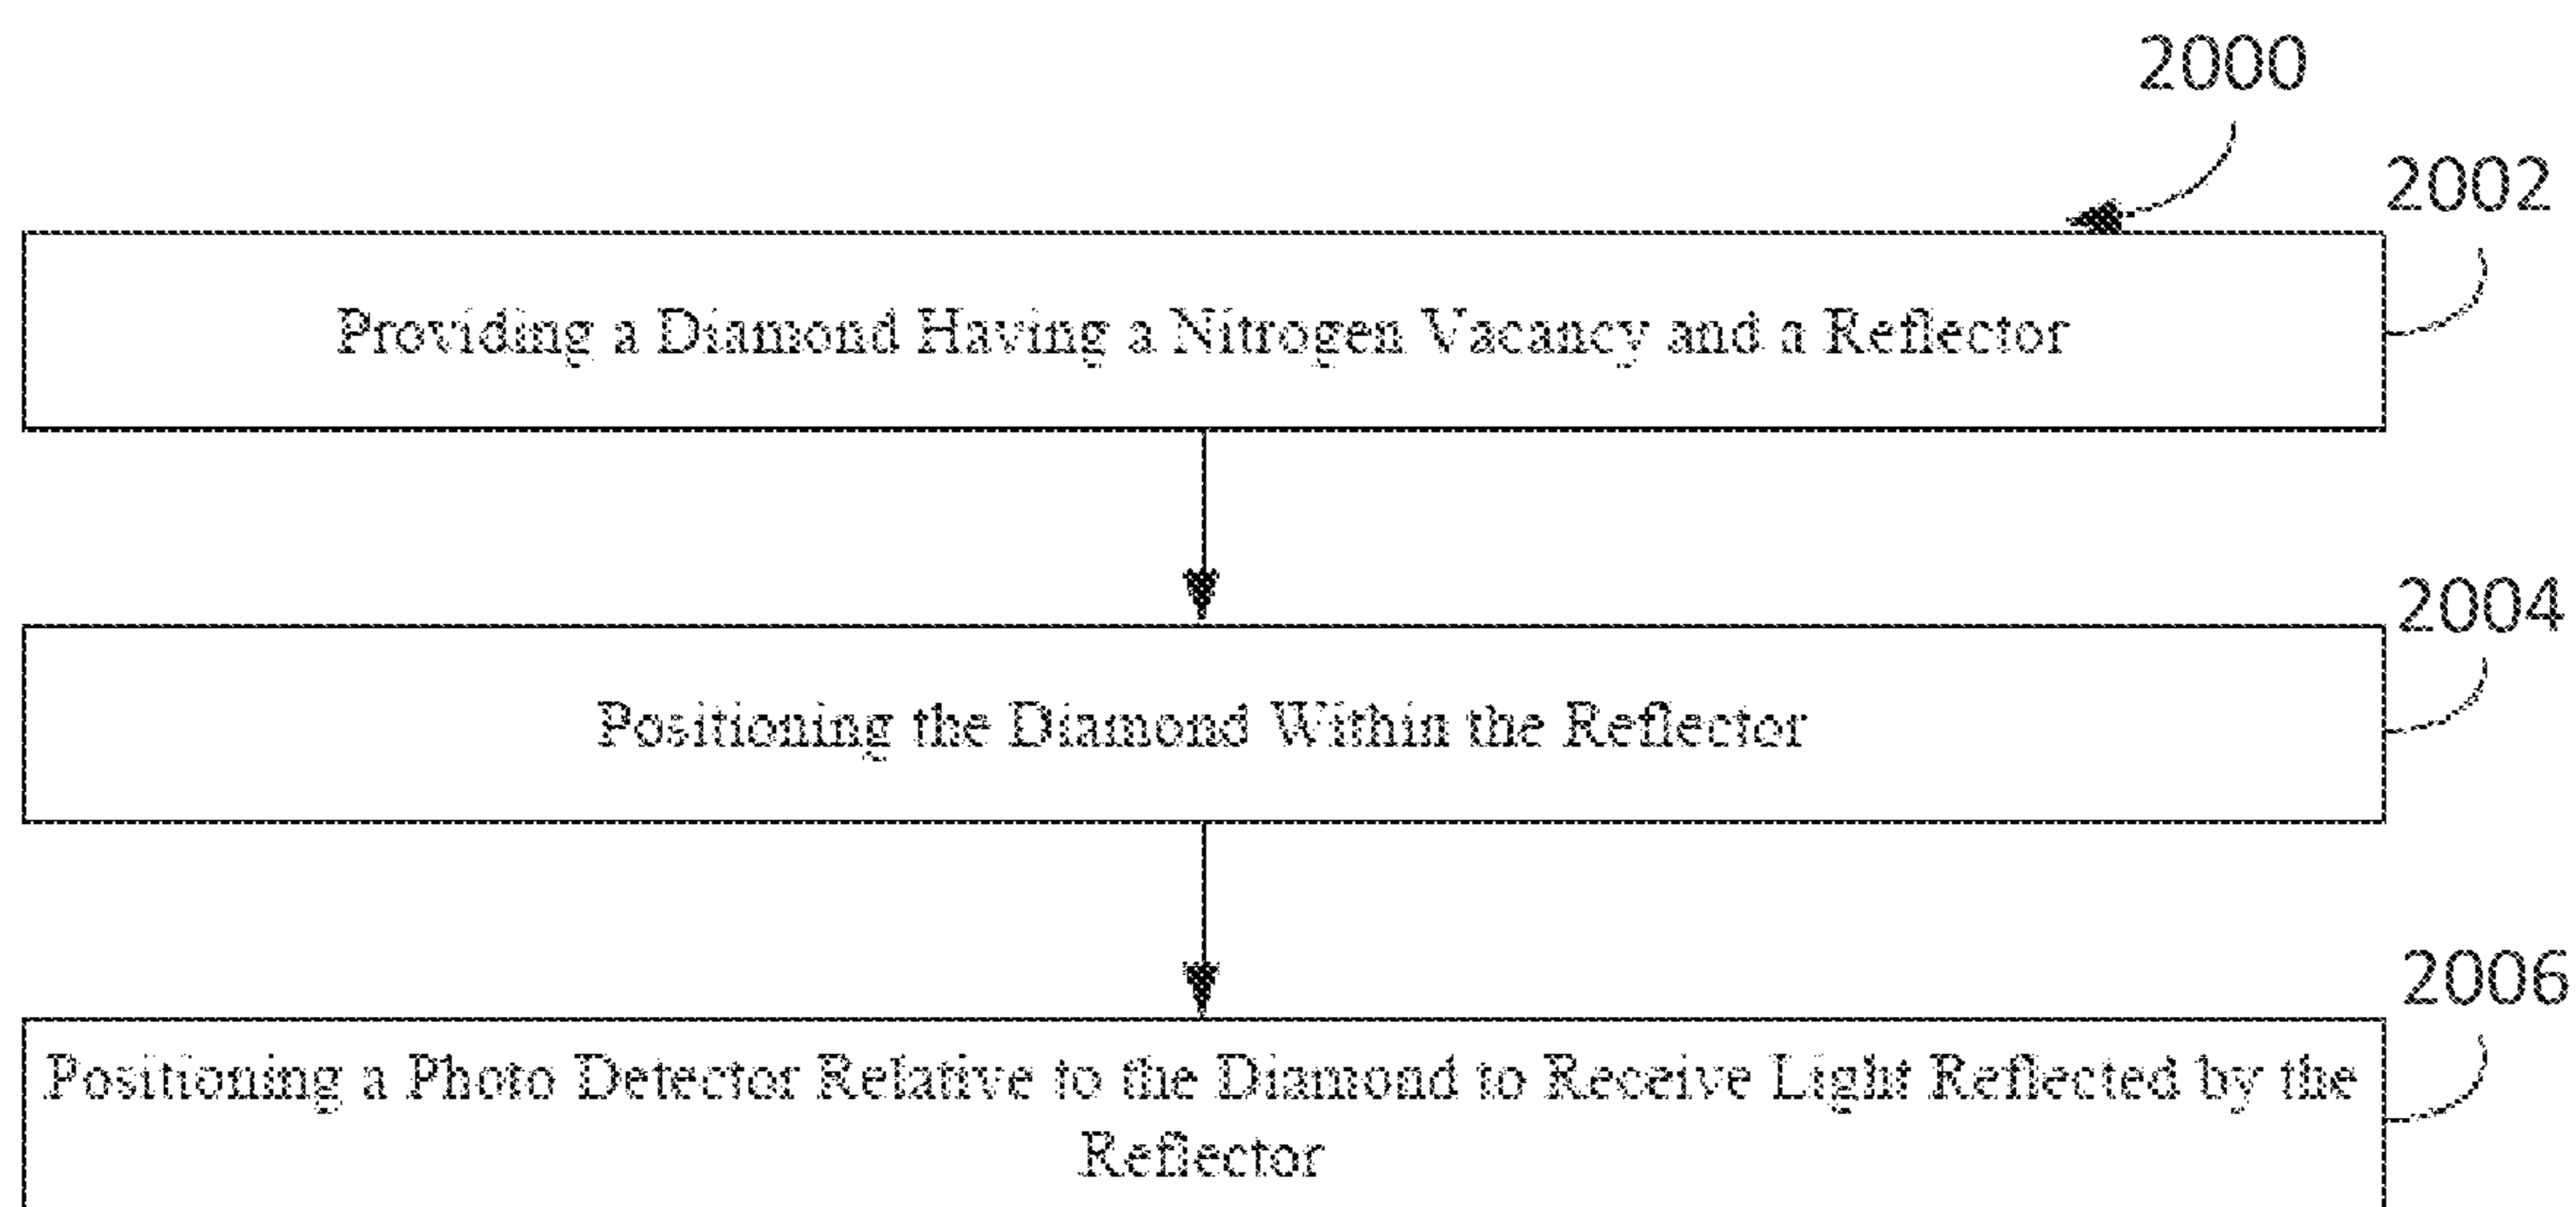 2000
2002
Providing a Diamond Having a Nitrogen Vacancy and a Reflector
2004
Positioning the Diamond Within the Reflector
2006
Positioning a Photo Detector Relative to the Diamond to Receive Light Reflected by the
Reflector